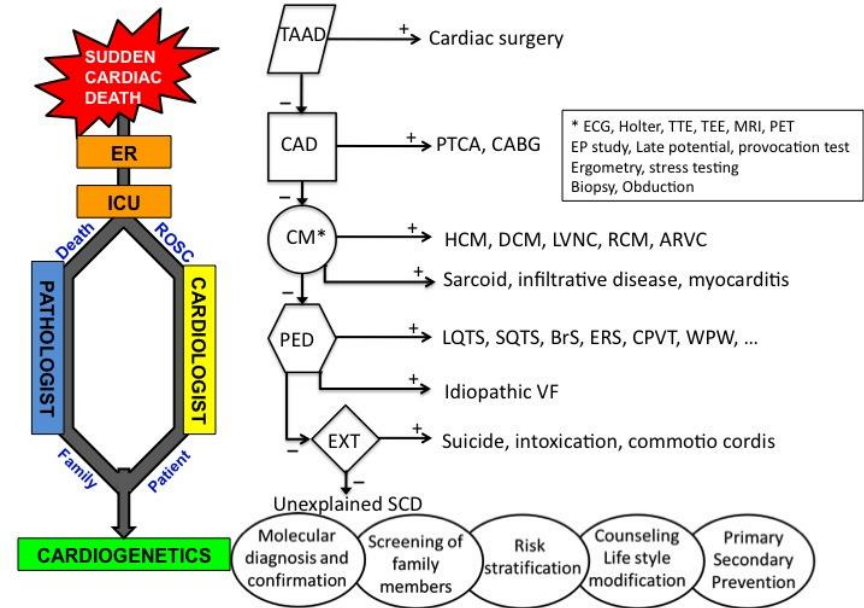 SUDDEN
CARDIAC
DEATH
ER
ICU
Death
ROSC
PATHOLOGIST
CARDIOLOGIST
Family
Patient
CARDIOGENETICS
TAAD
+
Cardiac surgery
–
CAD
+
PTCA, CABG
–
* ECG, Holter, TTE, TEE, MRI, PET
EP study, Late potential, provocation test
Ergometry, stress testing
Biopsy, Obduction
CM*
+
HCM, DCM, LVNC, RCM, ARVC
+
Sarcoid, infiltrative disease, myocarditis
–
PED
+
LQTS, SQTS, BrS, ERS, CPVT, WPW, ...
+
Idiopathic VF
–
EXT
+
Suicide, intoxication, commotio cordis
–
Unexplained SCD
Molecular
diagnosis and
confirmation
Screening of
family
members
Risk
stratification
Counseling
Life style
modification
Primary
Secondary
Prevention